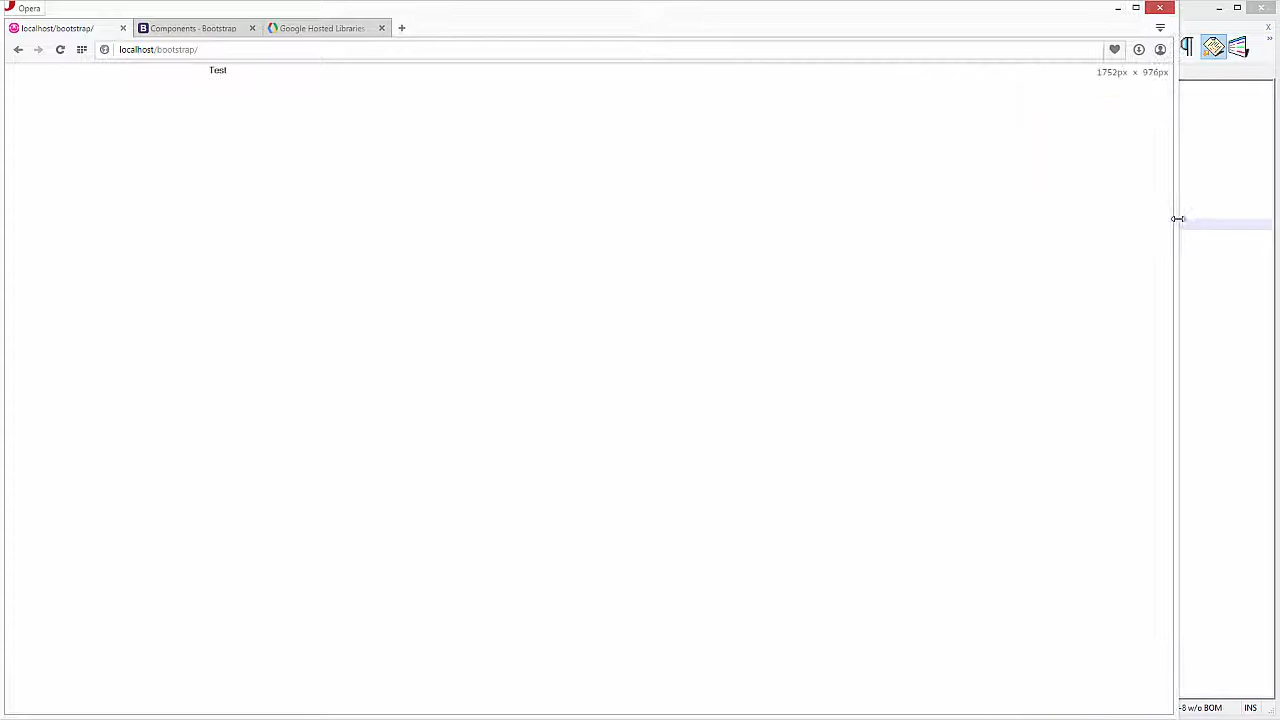 Opera
localhost/bootstrap/
Components - Bootstrap
Google Hosted Libraries
localhost/bootstrap/
Test
1752px x 976px
-8 w/o BOM
INS